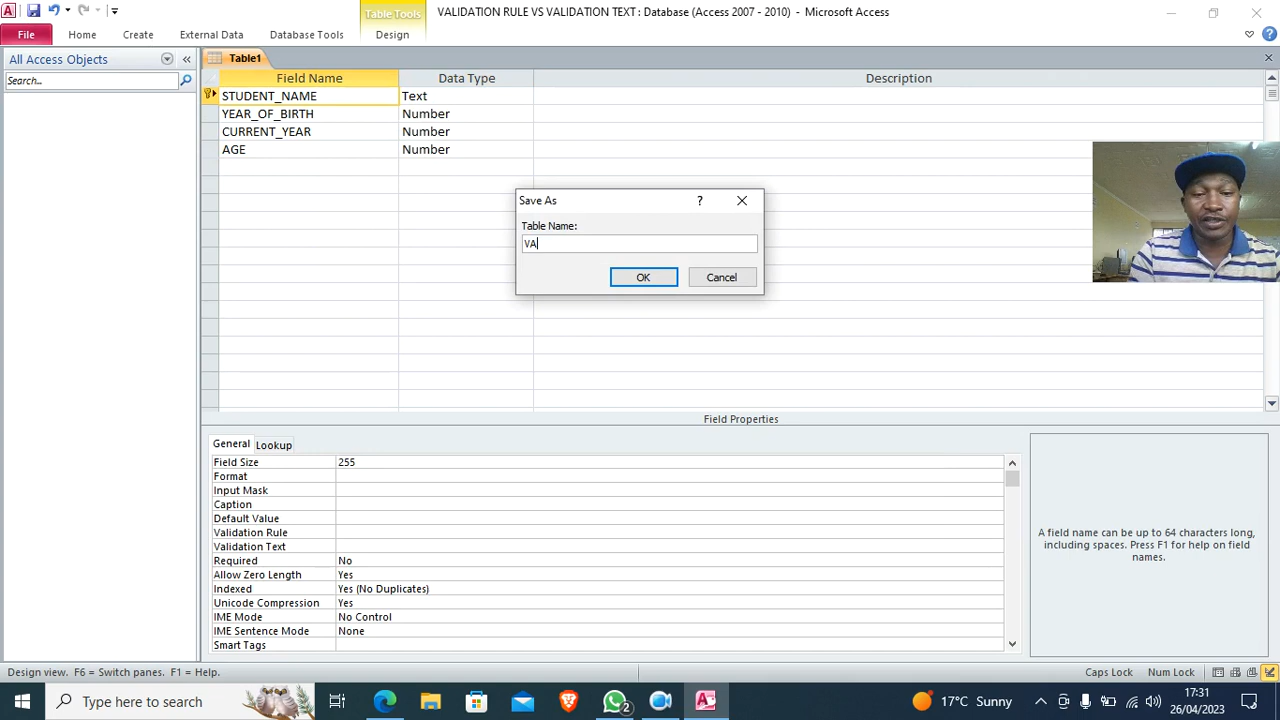 Table Tools
VALIDATION RULE VS VALIDATION TEXT : Database (Access 2007 - 2010) - Microsoft Access
File Home Create External Data Database Tools Design
All Access Objects
Search...
Table1
Field Name Data Type Description
STUDENT_NAME Text
YEAR_OF_BIRTH Number
CURRENT_YEAR Number
AGE Number
Save As
Table Name:
VA
OK Cancel
Field Properties
General Lookup
Field Size 255
Format
Input Mask
Caption
Default Value
Validation Rule
Validation Text
Required No
Allow Zero Length Yes
Indexed Yes (No Duplicates)
Unicode Compression Yes
IME Mode No Control
IME Sentence Mode None
Smart Tags
A field name can be up to 64 characters long,
including spaces. Press F1 for help on field
names.
Design view. F6 = Switch panes. F1 = Help.
Caps Lock Num Lock
Type here to search
2
17°C Sunny
17:31
26/04/2023